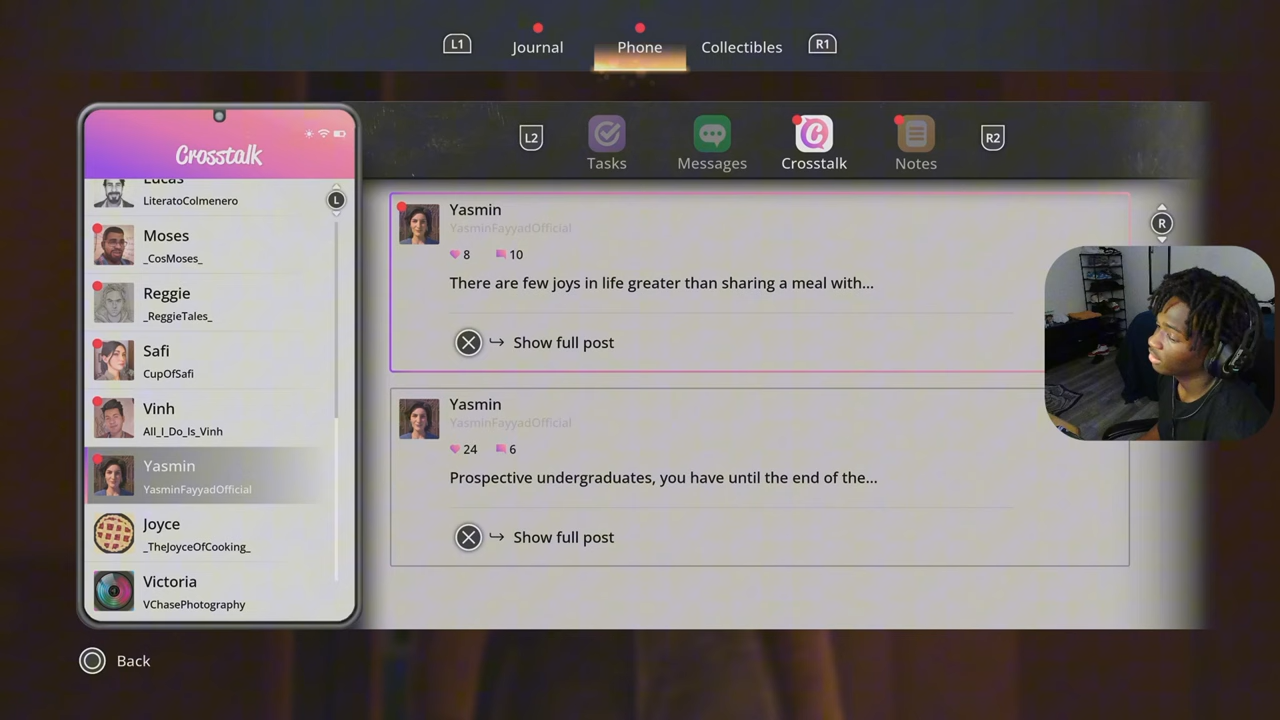 L1 Journal Phone Collectibles R1
Crosstalk
L2 Tasks Messages Crosstalk Notes R2
Lucas
LiteratoColmenero
L
Moses
_CosMoses_
Reggie
_ReggieTales_
Safi
CupOfSafi
Vinh
All_I_Do_Is_Vinh
Yasmin
YasminFayyadOfficial
Joyce
_TheJoyceOfCooking_
Victoria
VChasePhotography
Yasmin
YasminFayyadOfficial
8 10
There are few joys in life greater than sharing a meal with...
Show full post
R
Yasmin
YasminFayyadOfficial
24 6
Prospective undergraduates, you have until the end of the...
Show full post
Back